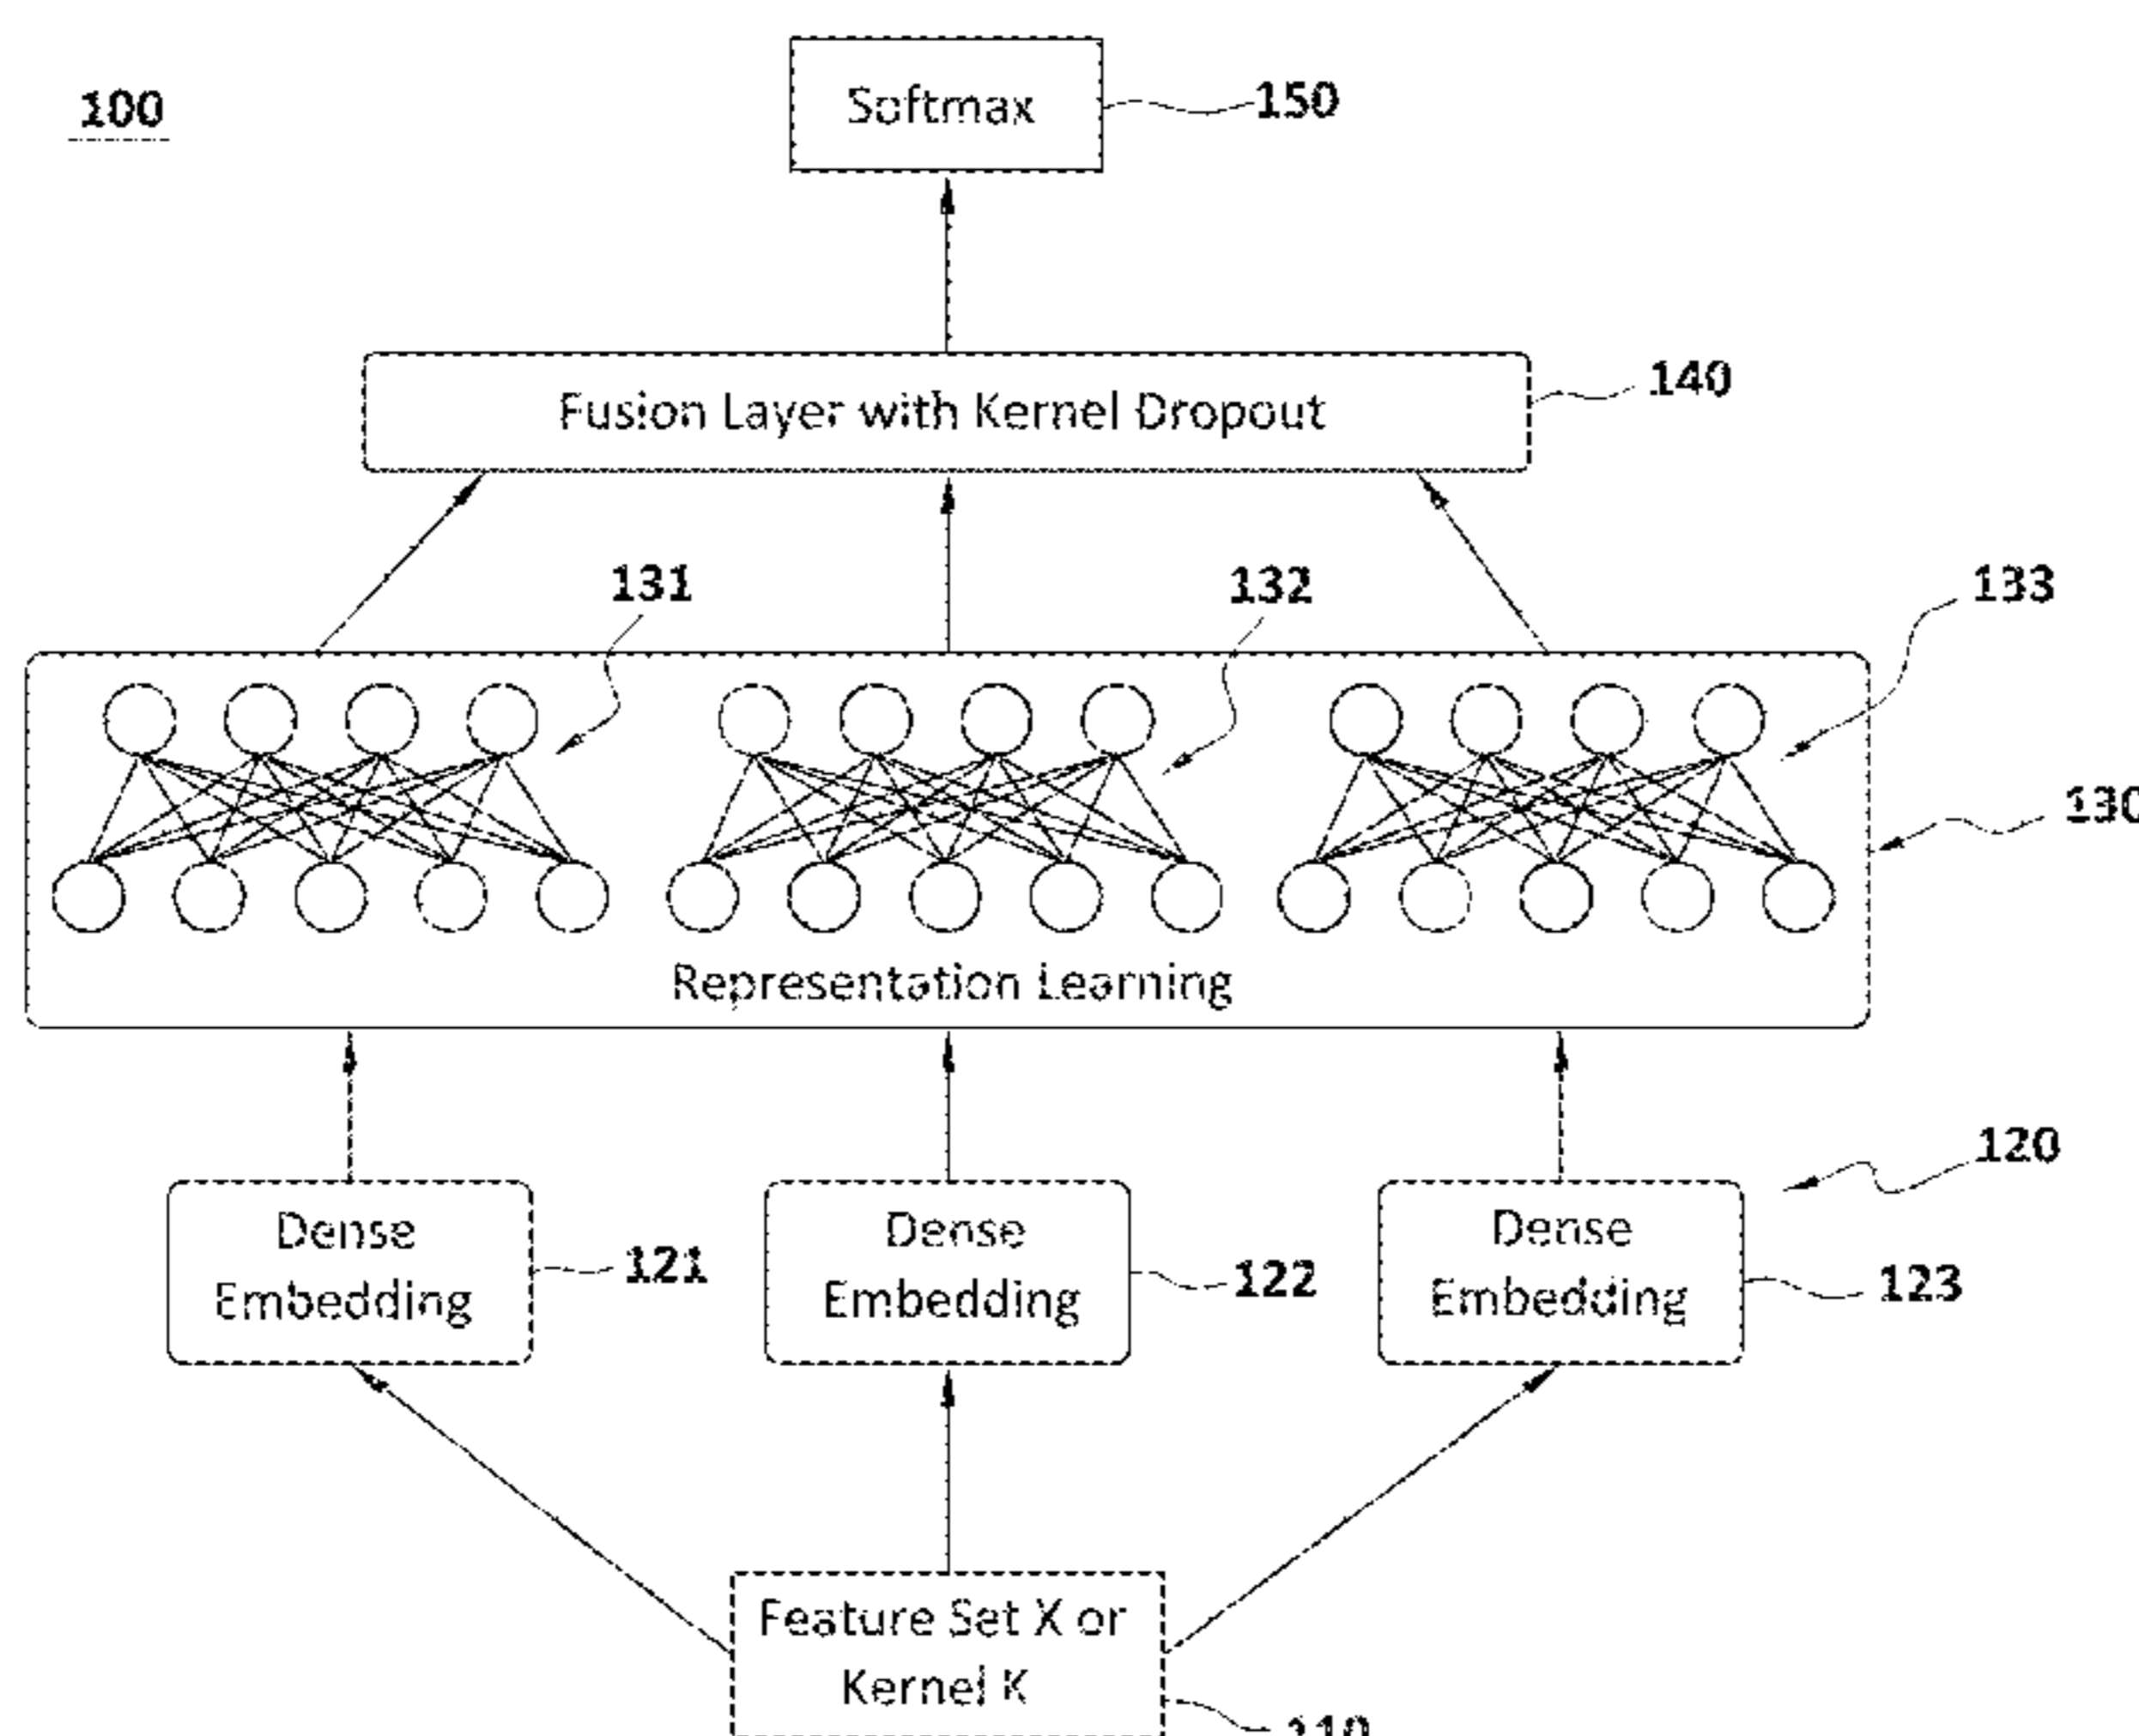 100
Softmax
150
Fusion Layer with Kernel Dropout
140
131
132
133
130
Representation Learning
120
Dense
Embedding
121
Dense
Embedding
122
Dense
Embedding
123
Feature Set X or
Kernel K
110